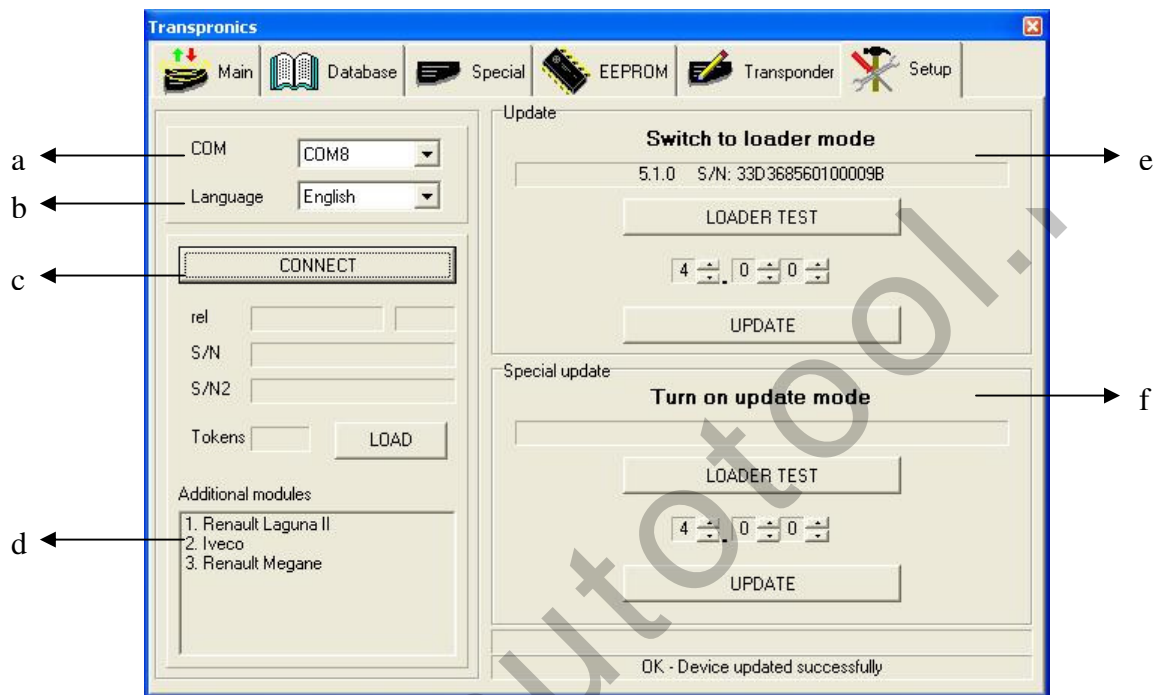 Transpronics
Main Database Special EEPROM Transponder Setup
a
COM COM8
b
Language English
c
CONNECT
rel
S/N
S/N2
Tokens LOAD
Additional modules
d
1. Renault Laguna II
2. Iveco
3. Renault Megane
Update
Switch to loader mode
e
5.1.0 S/N: 33D368560100009B
LOADER TEST
4.0 0
UPDATE
Special update
Turn on update mode
f
LOADER TEST
4.0 0
UPDATE
OK - Device updated successfully
utotool.